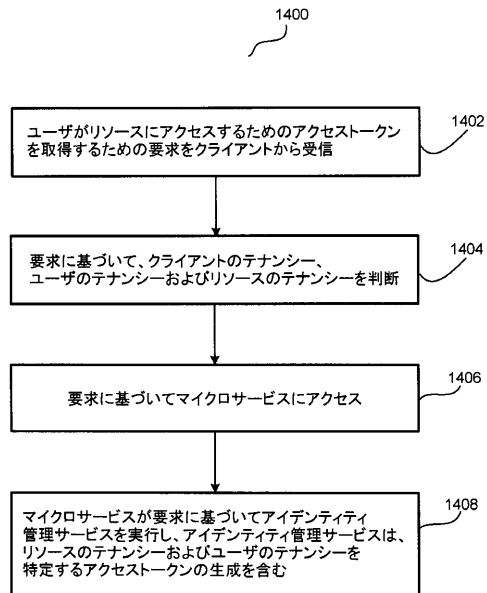 1400
ユーザがリソースにアクセスするためのアクセストークン
を取得するための要求をクライアントから受信
1402
要求に基づいて、クライアントのテナンシー、
ユーザのテナンシーおよびリソースのテナンシーを判断
1404
要求に基づいてマイクロサービスにアクセス
1406
マイクロサービスが要求に基づいてアイデンティティ
管理サービスを実行し、アイデンティティ管理サービスは、
リソースのテナンシーおよびユーザのテナンシーを
特定するアクセストークンの生成を含む
1408